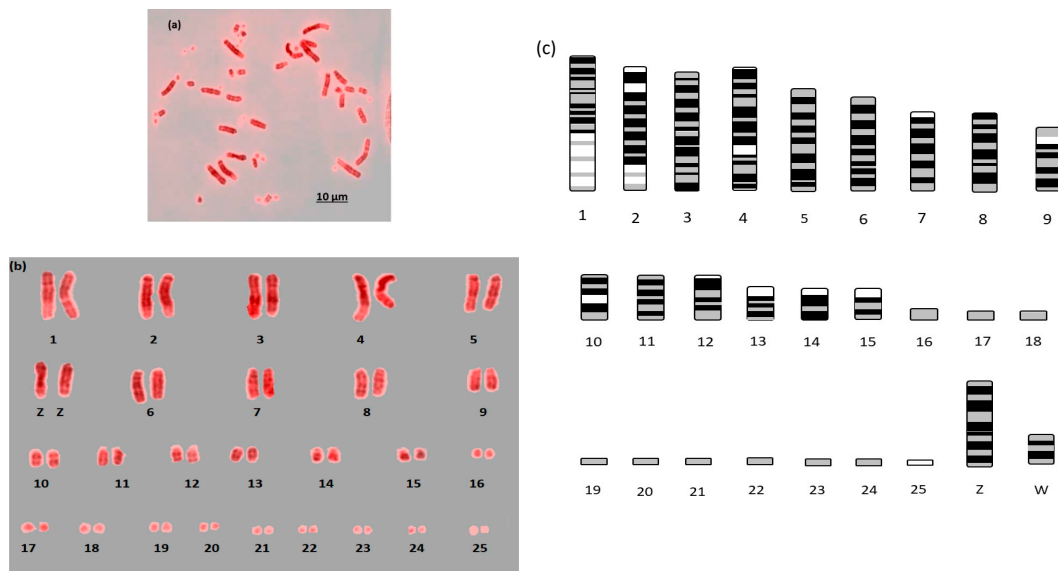 (a)
10 µm
(b)
1 2 3 4 5
Z Z 6 7 8 9
10 11 12 13 14 15 16
17 18 19 20 21 22 23 24 25
(c)
1 2 3 4 5 6 7 8 9
10 11 12 13 14 15 16 17 18
19 20 21 22 23 24 25 Z W